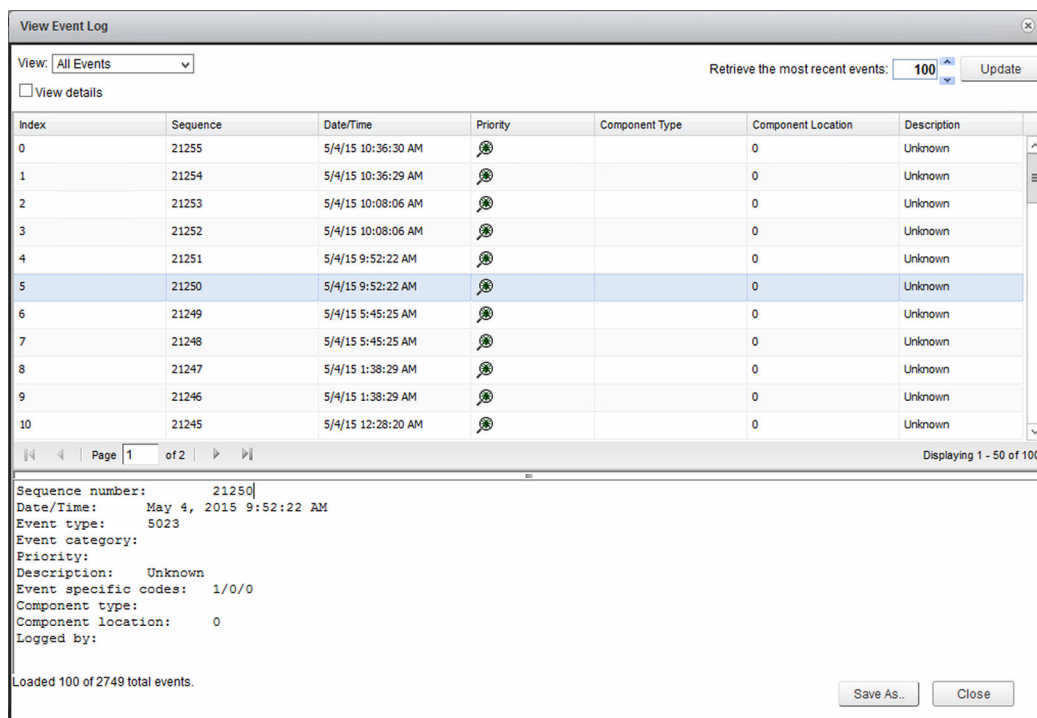 View Event Log
View: All Events
Retrieve the most recent events: 100 Update
View details
Index Sequence Date/Time Priority Component Type Component Location Description
0 21255 5/4/15 10:36:30 AM 0 Unknown
1 21254 5/4/15 10:36:29 AM 0 Unknown
2 21253 5/4/15 10:08:06 AM 0 Unknown
3 21252 5/4/15 10:08:06 AM 0 Unknown
4 21251 5/4/15 9:52:22 AM 0 Unknown
5 21250 5/4/15 9:52:22 AM 0 Unknown
6 21249 5/4/15 5:45:25 AM 0 Unknown
7 21248 5/4/15 5:45:25 AM 0 Unknown
8 21247 5/4/15 1:38:29 AM 0 Unknown
9 21246 5/4/15 1:38:29 AM 0 Unknown
10 21245 5/4/15 12:28:20 AM 0 Unknown
Page 1 of 2 Displaying 1 - 50 of 100
Sequence number: 21250
Date/Time: May 4, 2015 9:52:22 AM
Event type: 5023
Event category:
Priority:
Description: Unknown
Event specific codes: 1/0/0
Component type:
Component location: 0
Logged by:
Loaded 100 of 2749 total events.
Save As.. Close